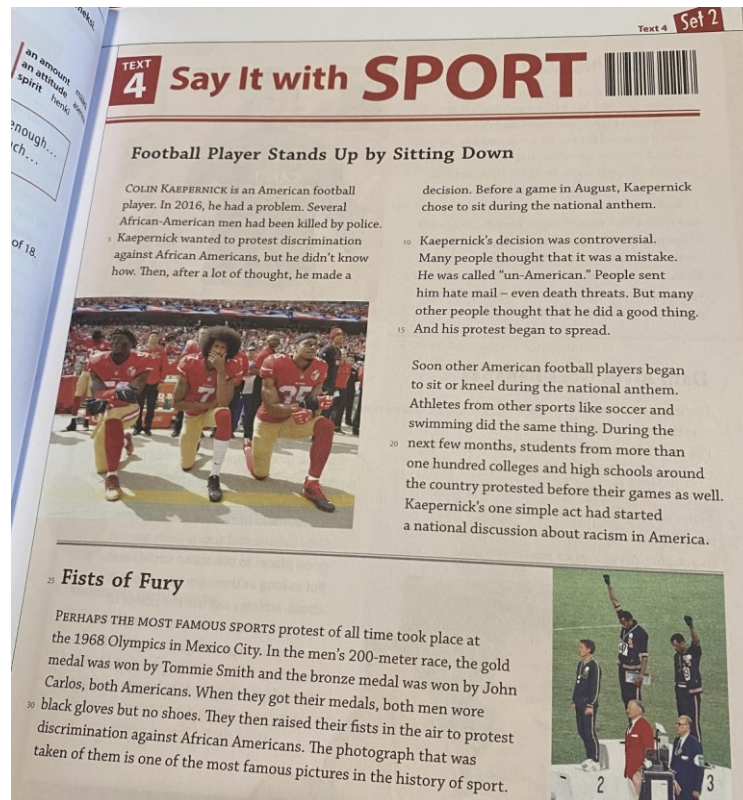 neksi.
an amount
an attitude
spirit henki
enough...
ch...
of 18.
Text 4 Set 2
TEXT
4
Say It with SPORT
Football Player Stands Up by Sitting Down
COLIN KAEPERNICK is an American football
player. In 2016, he had a problem. Several
African-American men had been killed by police.
5 Kaepernick wanted to protest discrimination
against African Americans, but he didn't know
how. Then, after a lot of thought, he made a
decision. Before a game in August, Kaepernick
chose to sit during the national anthem.
10 Kaepernick's decision was controversial.
Many people thought that it was a mistake.
He was called “un-American.” People sent
him hate mail – even death threats. But many
other people thought that he did a good thing.
15 And his protest began to spread.
Soon other American football players began
to sit or kneel during the national anthem.
Athletes from other sports like soccer and
swimming did the same thing. During the
20 next few months, students from more than
one hundred colleges and high schools around
the country protested before their games as well.
Kaepernick's one simple act had started
a national discussion about racism in America.
25 Fists of Fury
PERHAPS THE MOST FAMOUS SPORTS protest of all time took place at
the 1968 Olympics in Mexico City. In the men's 200-meter race, the gold
medal was won by Tommie Smith and the bronze medal was won by John
Carlos, both Americans. When they got their medals, both men wore
30 black gloves but no shoes. They then raised their fists in the air to protest
discrimination against African Americans. The photograph that was
taken of them is one of the most famous pictures in the history of sport.
7
35
2
3